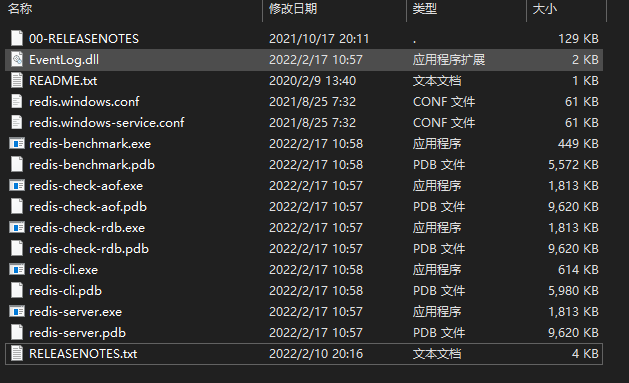 名称 修改日期 类型 大小
00-RELEASENOTES 2021/10/17 20:11 . 129 KB
EventLog.dll 2022/2/17 10:57 应用程序扩展 2 KB
README.txt 2020/2/9 13:40 文本文档 1 KB
redis.windows.conf 2021/8/25 7:32 CONF 文件 61 KB
redis.windows-service.conf 2021/8/25 7:32 CONF 文件 61 KB
redis-benchmark.exe 2022/2/17 10:58 应用程序 449 KB
redis-benchmark.pdb 2022/2/17 10:58 PDB 文件 5,572 KB
redis-check-aof.exe 2022/2/17 10:57 应用程序 1,813 KB
redis-check-aof.pdb 2022/2/17 10:57 PDB 文件 9,620 KB
redis-check-rdb.exe 2022/2/17 10:57 应用程序 1,813 KB
redis-check-rdb.pdb 2022/2/17 10:57 PDB 文件 9,620 KB
redis-cli.exe 2022/2/17 10:58 应用程序 614 KB
redis-cli.pdb 2022/2/17 10:58 PDB 文件 5,980 KB
redis-server.exe 2022/2/17 10:57 应用程序 1,813 KB
redis-server.pdb 2022/2/17 10:57 PDB 文件 9,620 KB
RELEASENOTES.txt 2022/2/10 20:16 文本文档 4 KB